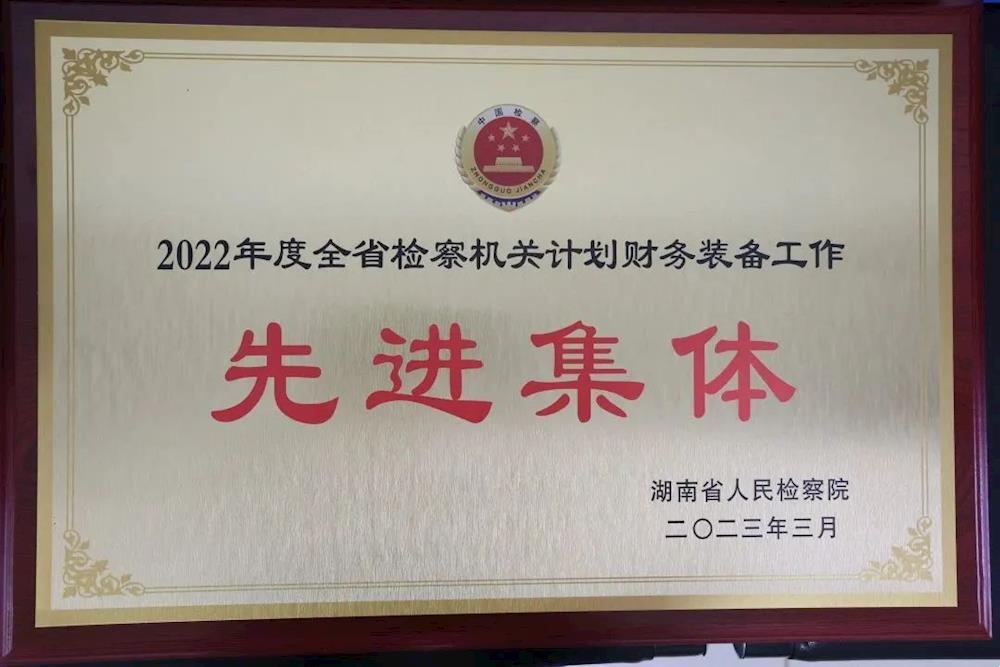 中国检察
ZHONGGUO JIANCHA
2022年度全省检察机关计划财务装备工作
先进集体
湖南省人民检察院
二〇二三年三月